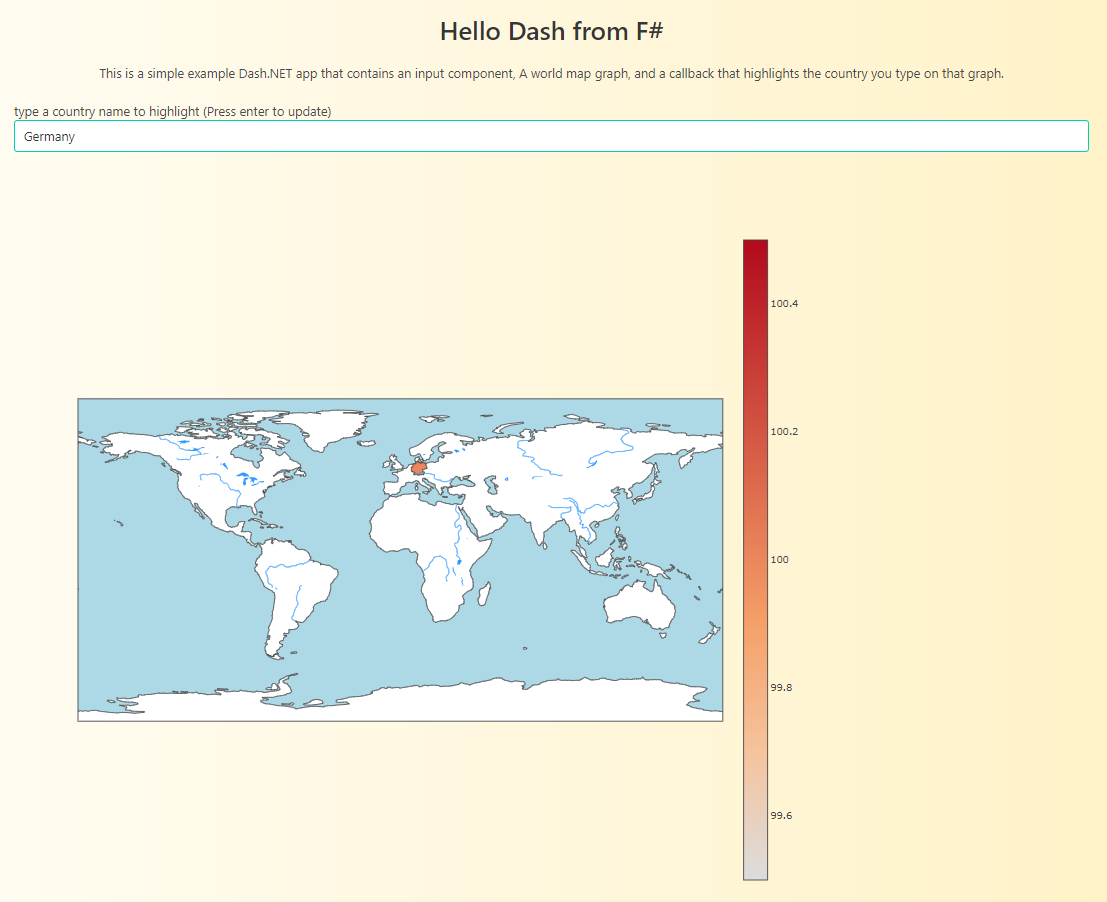 Hello Dash from F#
This is a simple example Dash.NET app that contains an input component, A world map graph, and a callback that highlights the country you type on that graph.
type a country name to highlight (Press enter to update)
Germany
100.4
100.2
100
99.8
99.6